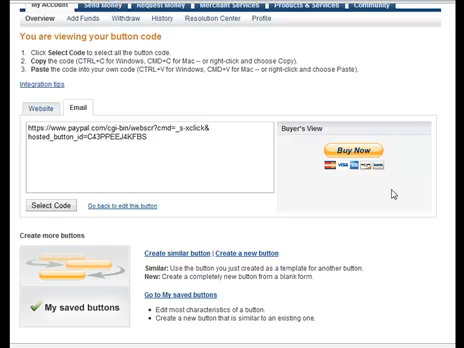 My Account Send Money Request Money Merchant Services Products & Services Community
Overview Add Funds Withdraw History Resolution Center Profile
You are viewing your button code
1. Click Select Code to select all the button code.
2. Copy the code (CTRL+C for Windows, CMD+C for Mac -- or right-click and choose Copy).
3. Paste the code into your own code (CTRL+V for Windows, CMD+V for Mac -- or right-click and choose Paste).
Integration tips
Website Email
https://www.paypal.com/cgi-bin/webscr?cmd=_s-xclick&
hosted_button_id=C43PPEEJ4KFBS
Buyer's View
Buy Now
VISA
Select Code Go back to edit this button
Create more buttons
Create similar button | Create a new button
Similar: Use the button you just created as a template for another button.
New: Create a completely new button from a blank form.
My saved buttons
Go to My saved buttons
• Edit most characteristics of a button.
• Create a new button that is similar to an existing one.